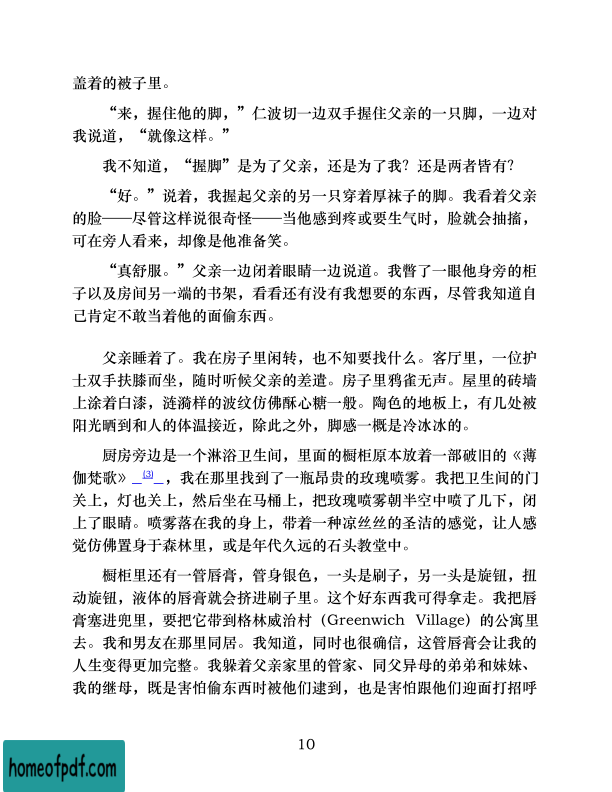 盖着的被子里。
“来，握住他的脚，”仁波切一边双手握住父亲的一只脚，一边对
我说道，“就像这样。”
我不知道，“握脚”是为了父亲，还是为了我？还是两者皆有？
“好。”说着，我握起父亲的另一只穿着厚袜子的脚。我看着父亲
的脸——尽管这样说很奇怪——当他感到疼或要生气时，脸就会抽搐，
可在旁人看来，却像是他准备笑。
“真舒服。”父亲一边闭着眼睛一边说道。我瞥了一眼他身旁的柜
子以及房间另一端的书架，看看还有没有我想要的东西，尽管我知道自
己肯定不敢当着他的面偷东西。
父亲睡着了。我在房子里闲转，也不知要找什么。客厅里，一位护
士双手扶膝而坐，随时听候父亲的差遣。房子里鸦雀无声。屋里的砖墙
上涂着白漆，涟漪样的波纹仿佛酥心糖一般。陶色的地板上，有几处被
阳光晒到和人的体温接近，除此之外，脚感一概是冷冰冰的。
厨房旁边是一个淋浴卫生间，里面的橱柜原本放着一部破旧的《薄
伽梵歌》_{3}_，我在那里找到了一瓶昂贵的玫瑰喷雾。我把卫生间的门
关上，灯也关上，然后坐在马桶上，把玫瑰喷雾朝半空中喷了几下，闭
上了眼睛。喷雾落在我的身上，带着一种凉丝丝的圣洁的感觉，让人感
觉仿佛置身于森林里，或是年代久远的石头教堂中。
橱柜里还有一管唇膏，管身银色，一头是刷子，另一头是旋钮，扭
动旋钮，液体的唇膏就会挤进刷子里。这个好东西我可得拿走。我把唇
膏塞进兜里，要把它带到格林威治村（Greenwich Village）的公寓里
去。我和男友在那里同居。我知道，同时也很确信，这管唇膏会让我的
人生变得更加完整。我躲着父亲家里的管家、同父异母的弟弟和妹妹、
我的继母，既是害怕偷东西时被他们逮到，也是害怕跟他们迎面打招呼
10
homeofpdf.com